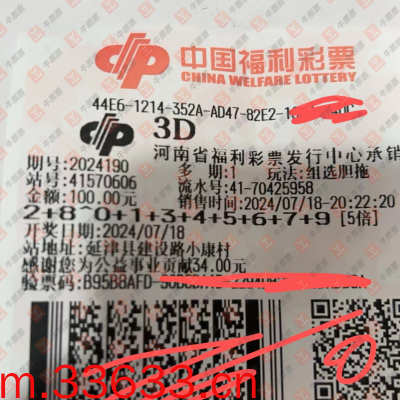 中国福利彩票
CHINA WELFARE LOTTERY
44E6-1214-352A-AD47-82E2-
3D
河南省福利彩票发行中心承销
期号:2024190 多期:1 玩法:组选胆拖
站号:41570606 流水号:41-70425958
金额:100.00元 销售时间:2024/07/18-20:22:20
2+8 0+1+3+4+5+6+7+9 [5倍]
开奖日期:2024/07/18
站址:延津县建设路小康村
感谢您为公益事业贡献34.00元
验票码:B95B8AFD-
m.33633.cn